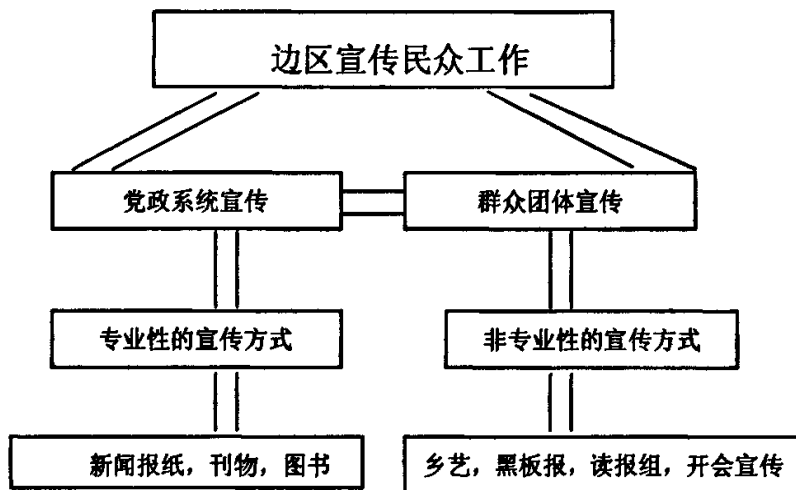 边区宣传民众工作
党政系统宣传
群众团体宣传
专业性的宣传方式
非专业性的宣传方式
新闻报纸，刊物，图书
乡艺，黑板报，读报组，开会宣传